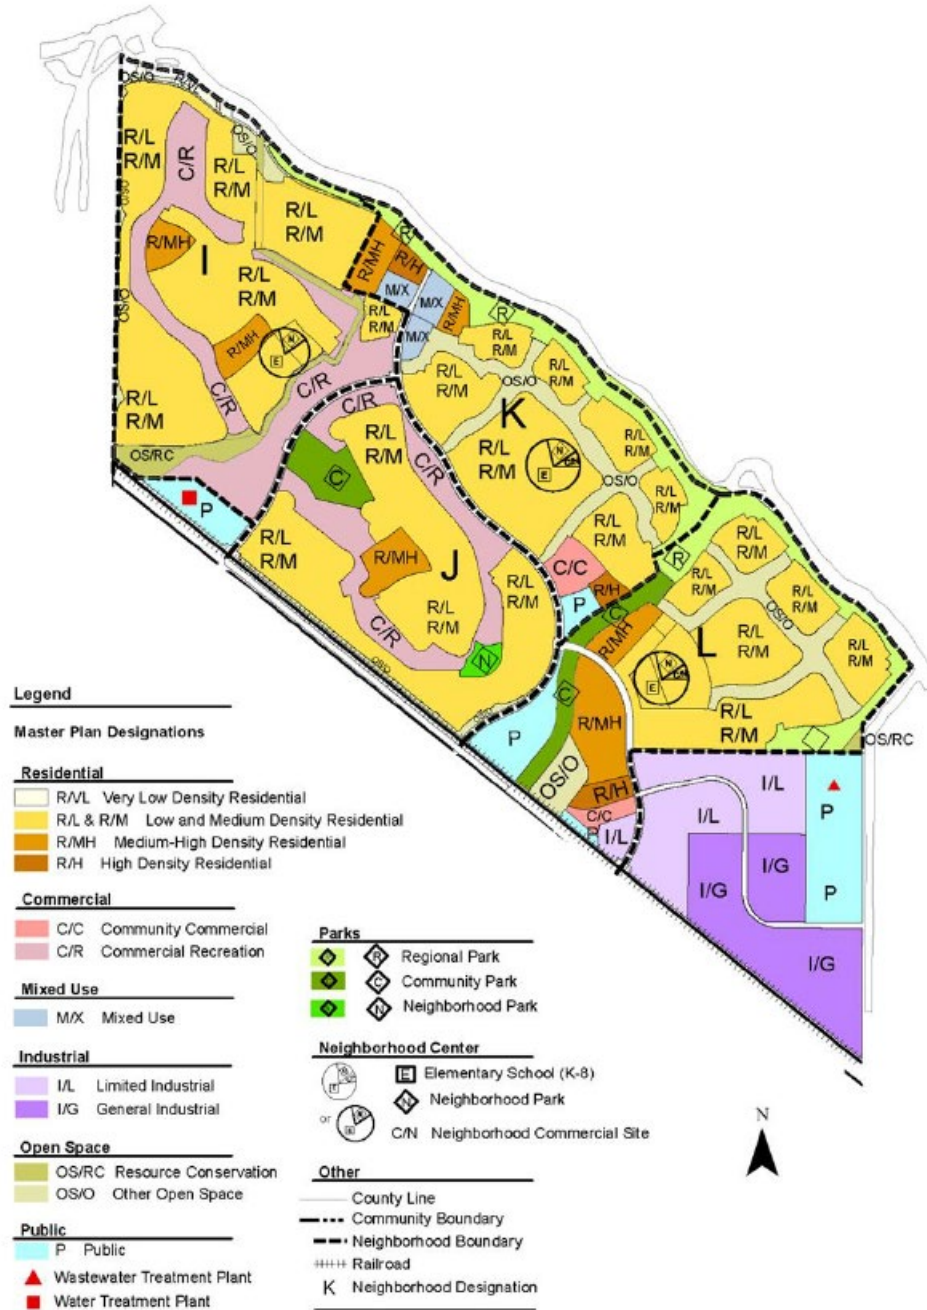 OS/O
R/VL
OS/O
R/L
R/M
C/R
R/L
R/M
R/L
R/M
R
R/MH
R/MH
R/H
I
M/X
M/X
R
R/L
R/M
R/MH
R/L
R/M
M/X
R/L
R/M
OS/O
R/MH
N
E
R/L
R/M
OS/O
R/L
R/M
C/R
K
R/L
R/M
C/R
C/R
R/L
R/M
R/L
R/M
C/R
R/L
R/M
N
E
OS/RC
C
OS/O
R/L
R/M
P
R/L
R/M
R/L
R/M
R/L
R/M
R/MH
J
C/C
R
R/L
R/M
R/L
R/M
R/L
R/M
R/H
P
C
OS/O
R/L
R/M
C/R
R/MH
L
R/L
R/M
R/L
R/M
N
N
E
C
R/MH
R/L
R/M
P
OS/RC
OS/O
R/H
C/C
P
I/L
I/L
I/L
P
I/G
I/G
P
I/G
Legend
Master Plan Designations
Residential
R/VL Very Low Density Residential
R/L & R/M Low and Medium Density Residential
R/MH Medium-High Density Residential
R/H High Density Residential
Commercial
C/C Community Commercial
C/R Commercial Recreation
Mixed Use
M/X Mixed Use
Industrial
I/L Limited Industrial
I/G General Industrial
Open Space
OS/RC Resource Conservation
OS/O Other Open Space
Public
P Public
Wastewater Treatment Plant
Water Treatment Plant
Parks
R Regional Park
C Community Park
N Neighborhood Park
Neighborhood Center
E Elementary School (K-8)
N Neighborhood Park
or
C/N Neighborhood Commercial Site
Other
County Line
Community Boundary
Neighborhood Boundary
Railroad
K Neighborhood Designation
N